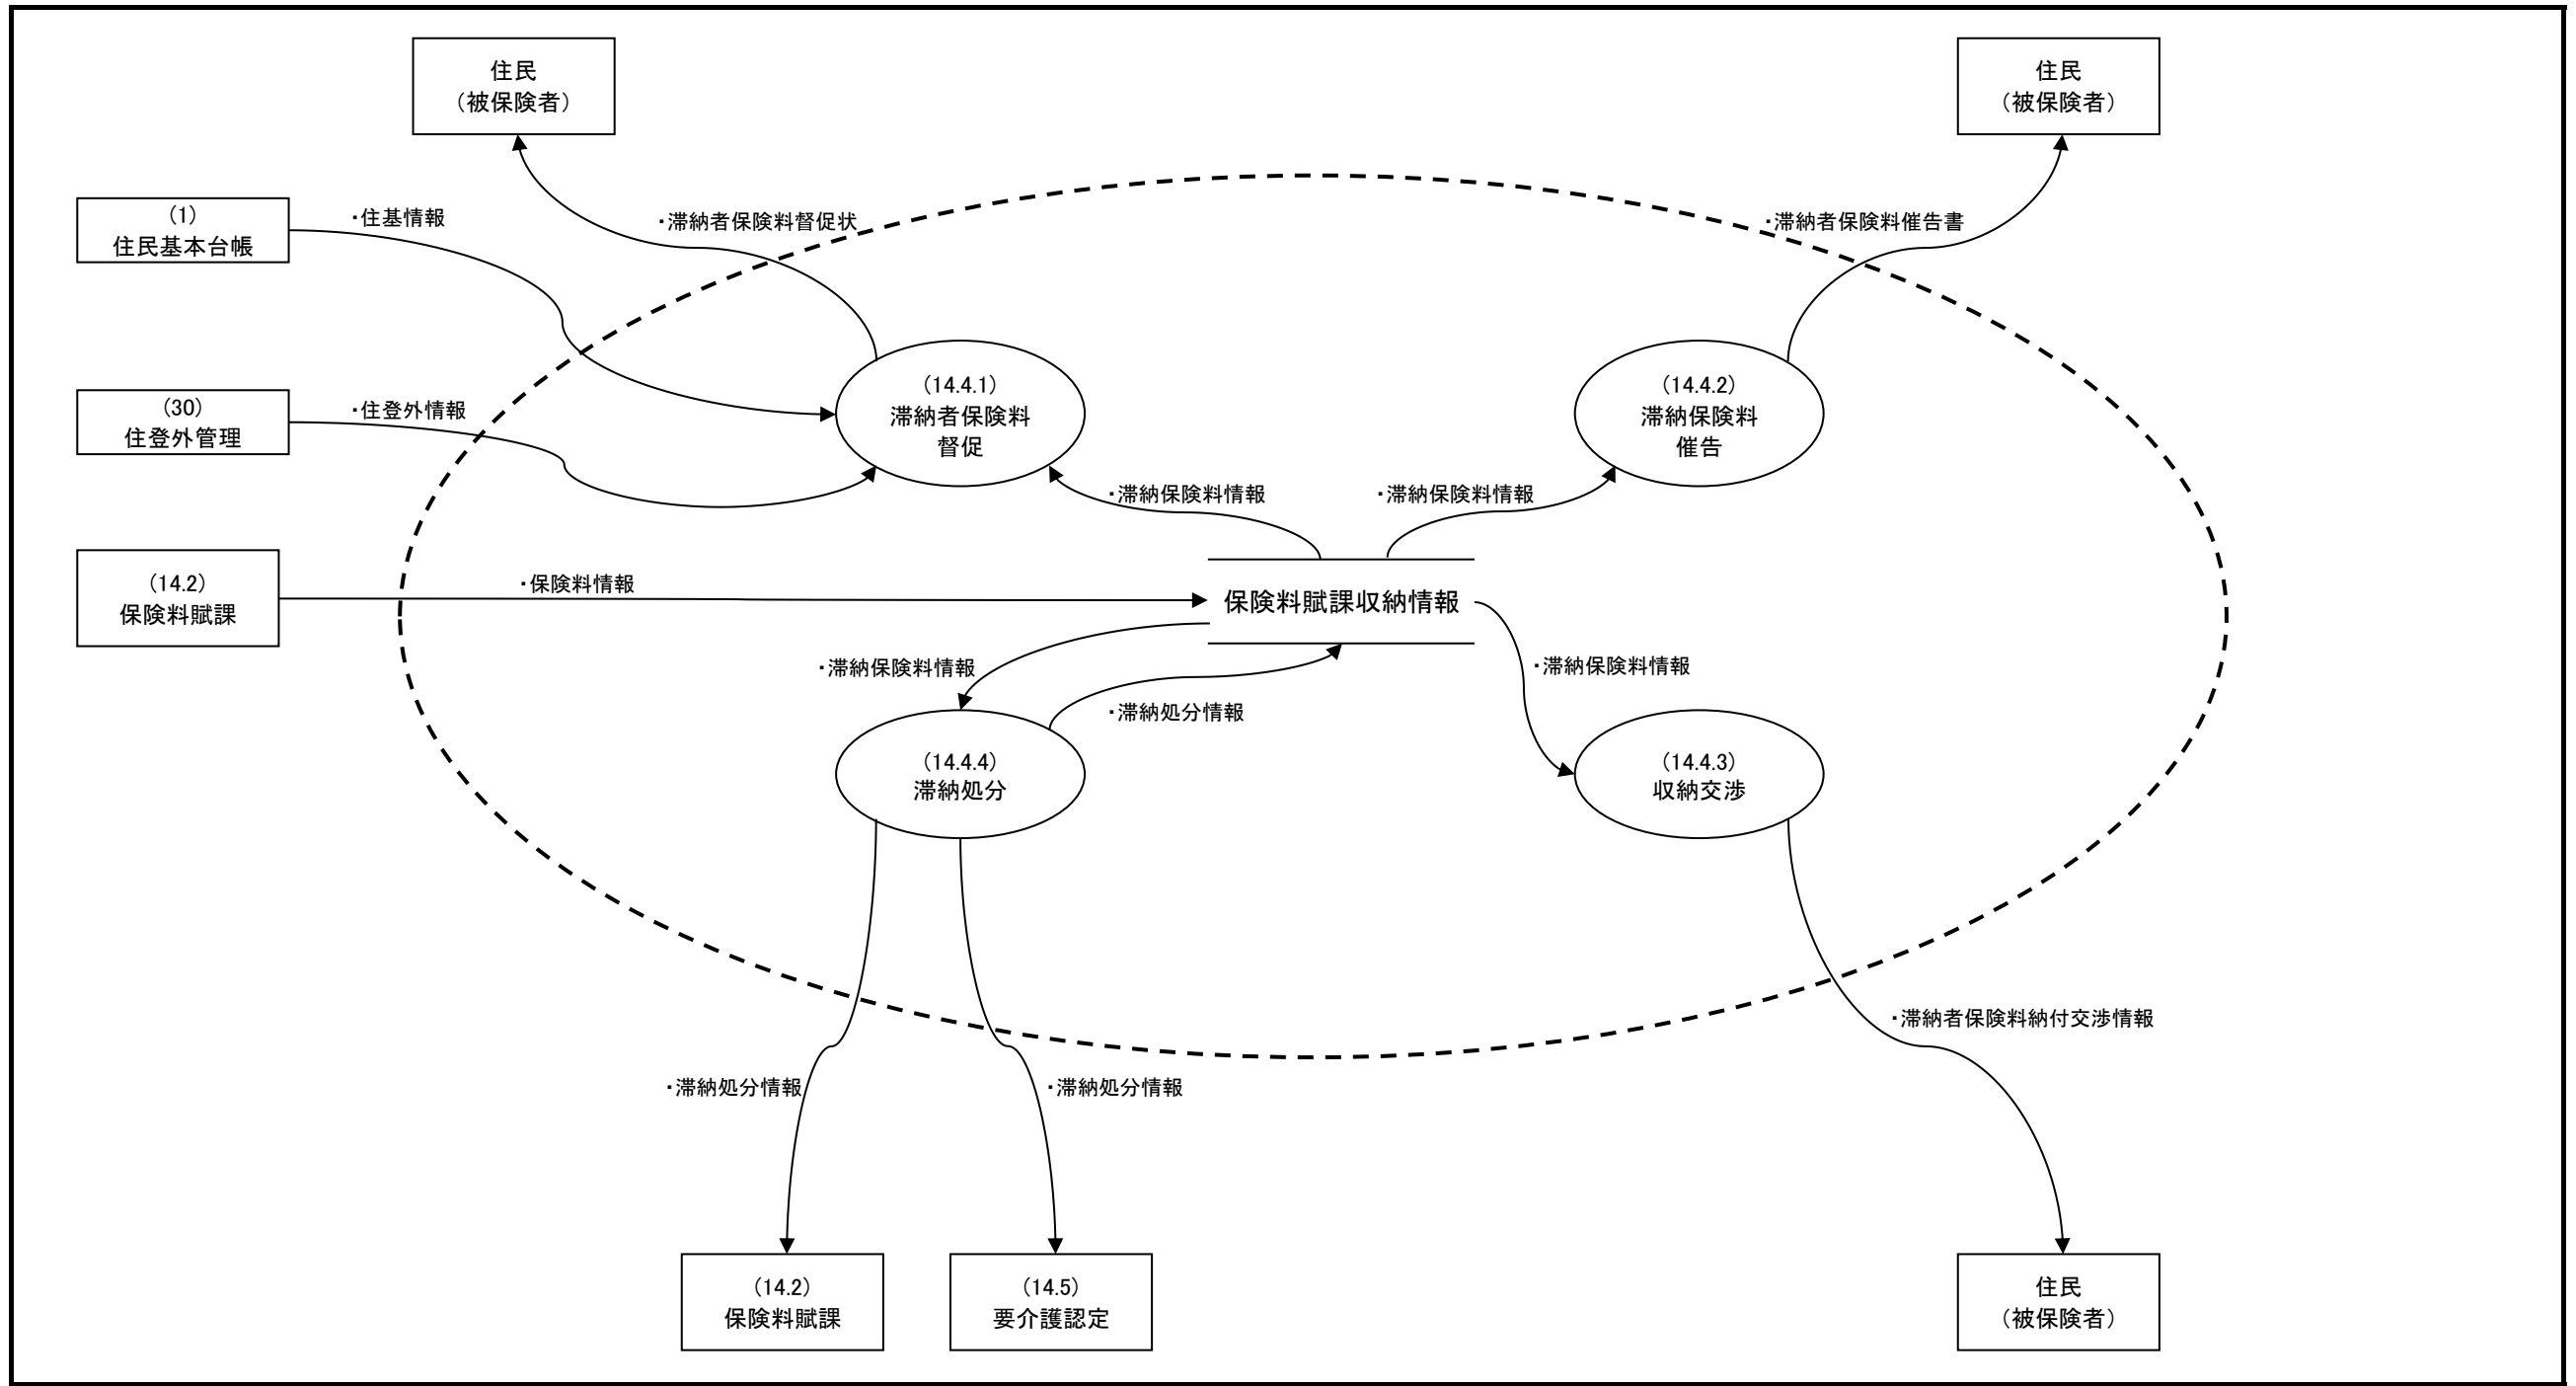 住民
（被保険者）
住民
（被保険者）
（1）
住民基本台帳
・住基情報
・滞納者保険料督促状
・滞納者保険料催告書
（30）
住登外管理
・住登外情報
（14.4.1）
滞納者保険料
督促
（14.4.2）
滞納保険料
催告
・滞納保険料情報
・滞納保険料情報
（14.2）
保険料賦課
・保険料情報
保険料賦課収納情報
・滞納保険料情報
・滞納処分情報
・滞納保険料情報
（14.4.4）
滞納処分
（14.4.3）
収納交渉
・滞納者保険料納付交渉情報
・滞納処分情報
・滞納処分情報
（14.2）
保険料賦課
（14.5）
要介護認定
住民
（被保険者）